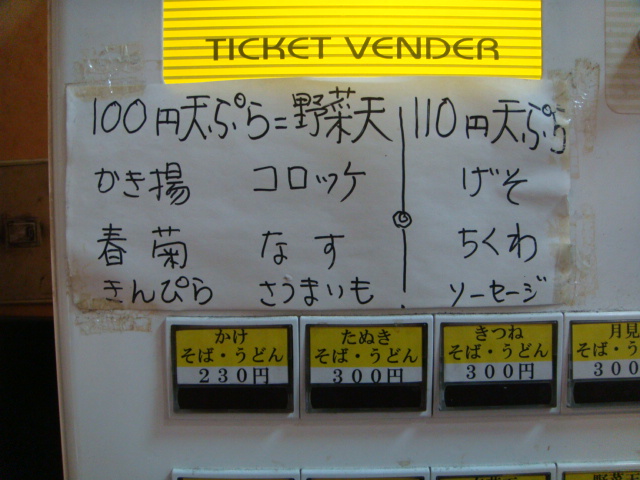 TICKET VENDER
100円天ぷら=野菜天 110円天ぷら
かき揚 コロッケ げそ
春菊 なす ちくわ
きんぴら さつまいも ソーセージ
かけ
そば・うどん
230円
たぬき
そば・うどん
300円
きつね
そば・うどん
300円
月見
そば・う
300